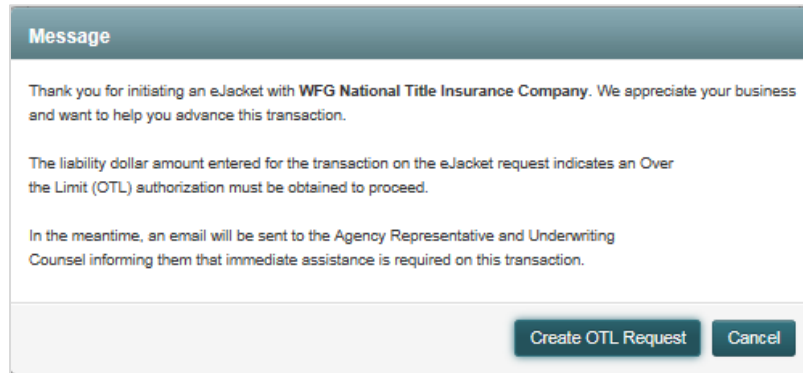 Message
Thank you for initiating an eJacket with WFG National Title Insurance Company. We appreciate your business
and want to help you advance this transaction.
The liability dollar amount entered for the transaction on the eJacket request indicates an Over
the Limit (OTL) authorization must be obtained to proceed.
In the meantime, an email will be sent to the Agency Representative and Underwriting
Counsel informing them that immediate assistance is required on this transaction.
Create OTL Request Cancel